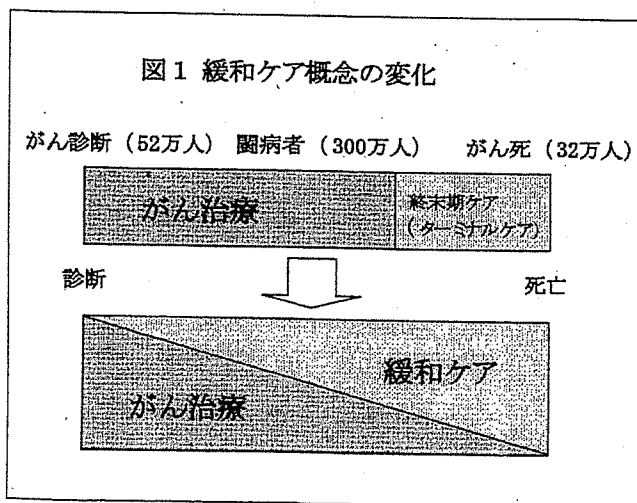 図1 緩和ケア概念の変化
がん診断（52万人） 闘病者（300万人） がん死（32万人）
がん治療
終末期ケア
（ターミナルケア）
診断
死亡
緩和ケア
がん治療